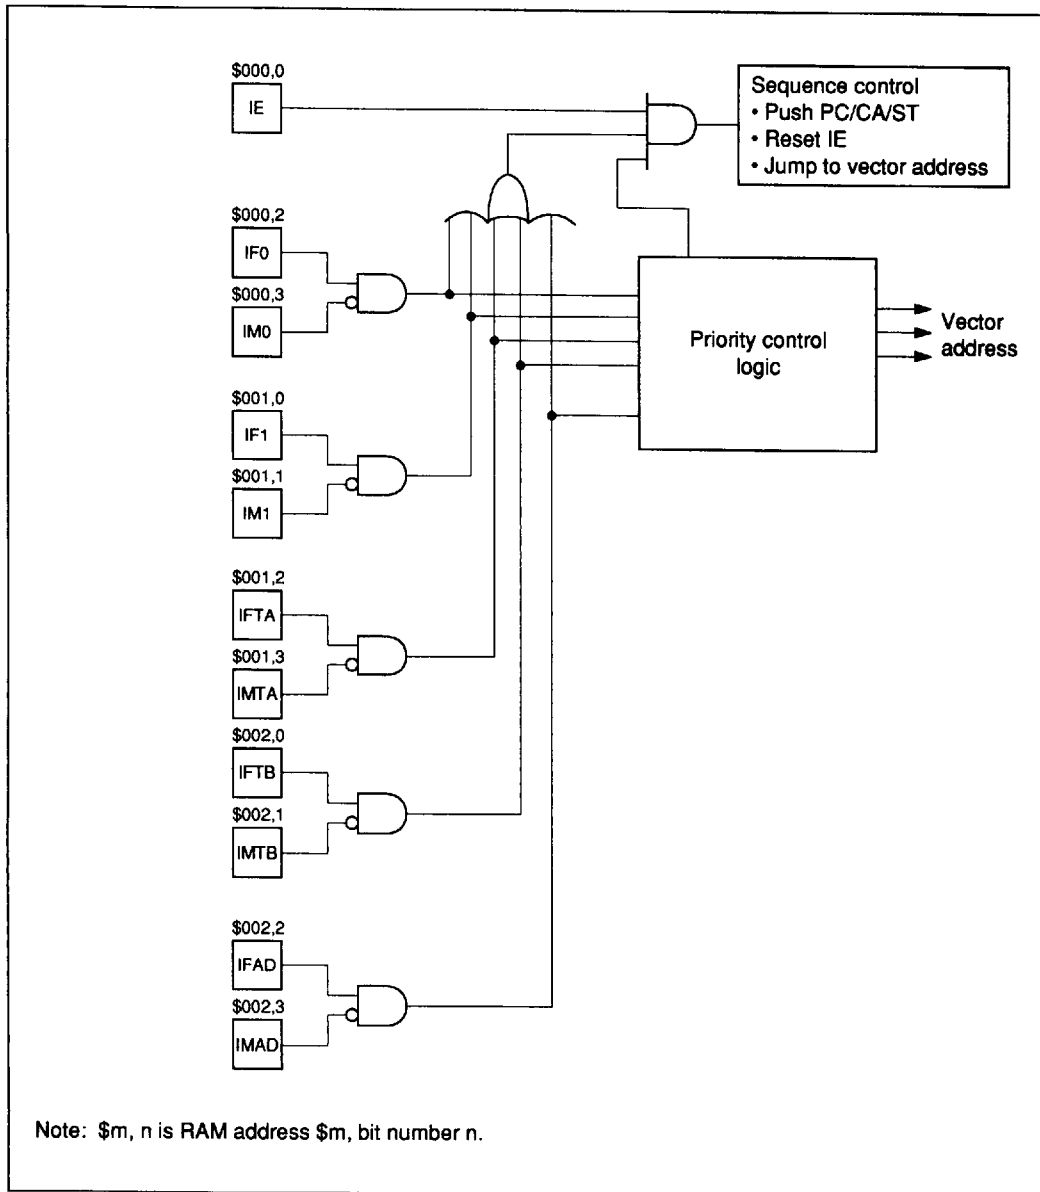 $000,0
IE
Sequence control
• Push PC/CA/ST
• Reset IE
• Jump to vector address
$000,2
IF0
$000,3
IM0
Priority control
logic
Vector
address
$001,0
IF1
$001,1
IM1
$001,2
IFTA
$001,3
IMTA
$002,0
IFTB
$002,1
IMTB
$002,2
IFAD
$002,3
IMAD
Note: $m, n is RAM address $m, bit number n.